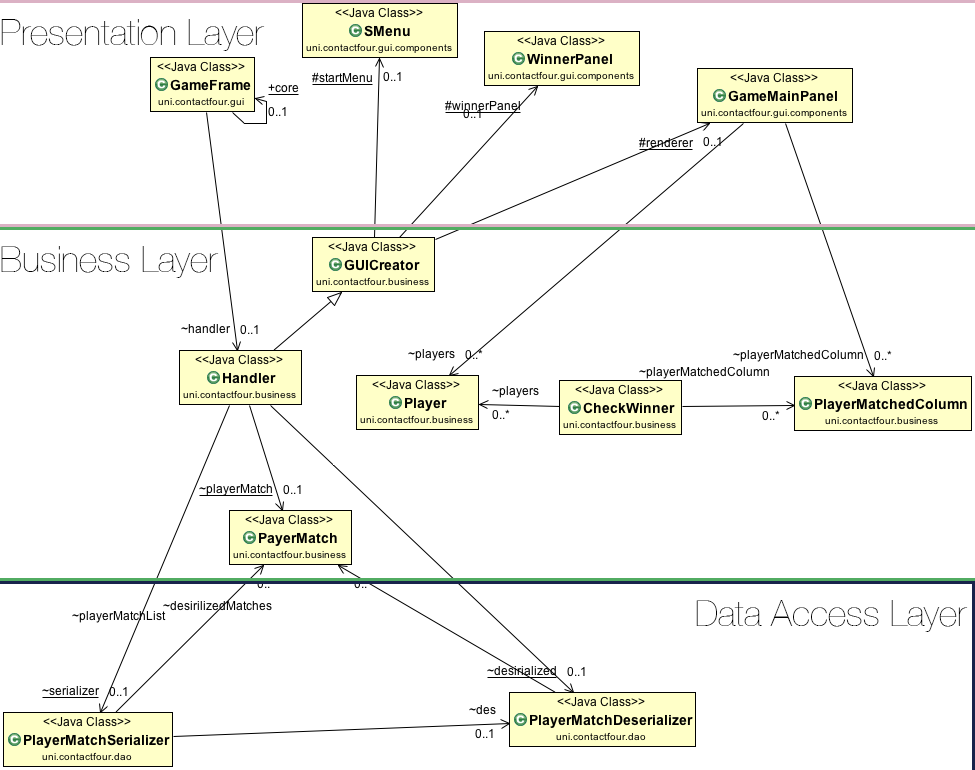 Presentation Layer
<<Java Class>>
SMenu
uni.contactfour.gui.components
<<Java Class>>
WinnerPanel
uni.contactfour.gui.components
<<Java Class>>
GameFrame
uni.contactfour.gui
+core
0..1
#startMenu
0..1
#winnerPanel
0..1
<<Java Class>>
GameMainPanel
uni.contactfour.gui.components
#renderer
0..1
Business Layer
<<Java Class>>
GUICreator
uni.contactfour.business
~handler
0..1
<<Java Class>>
Handler
uni.contactfour.business
~players
0..*
~playerMatchedColumn
0..*
~playerMatchedColumn
<<Java Class>>
Player
uni.contactfour.business
~players
0..*
<<Java Class>>
CheckWinner
uni.contactfour.business
0..*
<<Java Class>>
PlayerMatchedColumn
uni.contactfour.business
~playerMatch
0..1
<<Java Class>>
PayerMatch
uni.contactfour.business
0..
0..
Data Access Layer
~desirilizedMatches
~playerMatchList
~desirialized
0..1
~serializer
0..1
<<Java Class>>
PlayerMatchSerializer
uni.contactfour.dao
~des
0..1
<<Java Class>>
PlayerMatchDeserializer
uni.contactfour.dao